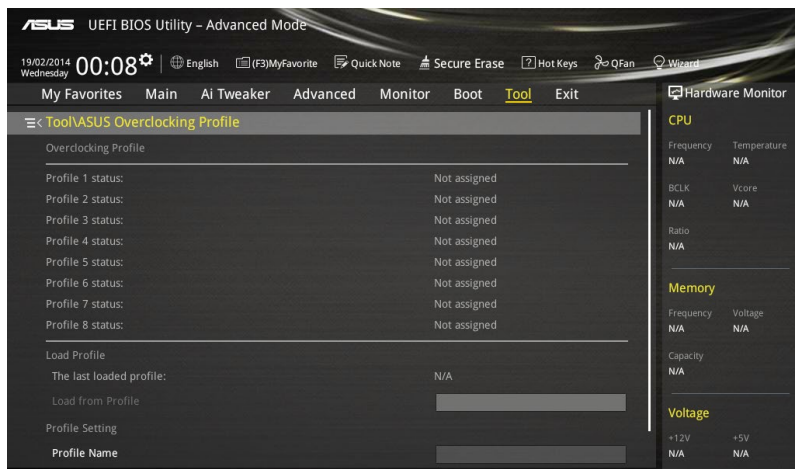 ASUS UEFI BIOS Utility – Advanced Mode
19/02/2014 Wednesday 00:08 English (F3)MyFavorite Quick Note Secure Erase ? Hot Keys QFan Wizard
My Favorites Main Ai Tweaker Advanced Monitor Boot Tool Exit
Tool\ASUS Overclocking Profile
Overclocking Profile
Profile 1 status: Not assigned
Profile 2 status: Not assigned
Profile 3 status: Not assigned
Profile 4 status: Not assigned
Profile 5 status: Not assigned
Profile 6 status: Not assigned
Profile 7 status: Not assigned
Profile 8 status: Not assigned
Load Profile
The last loaded profile: N/A
Load from Profile
Profile Setting
Profile Name
Hardware Monitor
CPU
Frequency Temperature
N/A N/A
BCLK Vcore
N/A N/A
Ratio
N/A
Memory
Frequency Voltage
N/A N/A
Capacity
N/A
Voltage
+12V +5V
N/A N/A